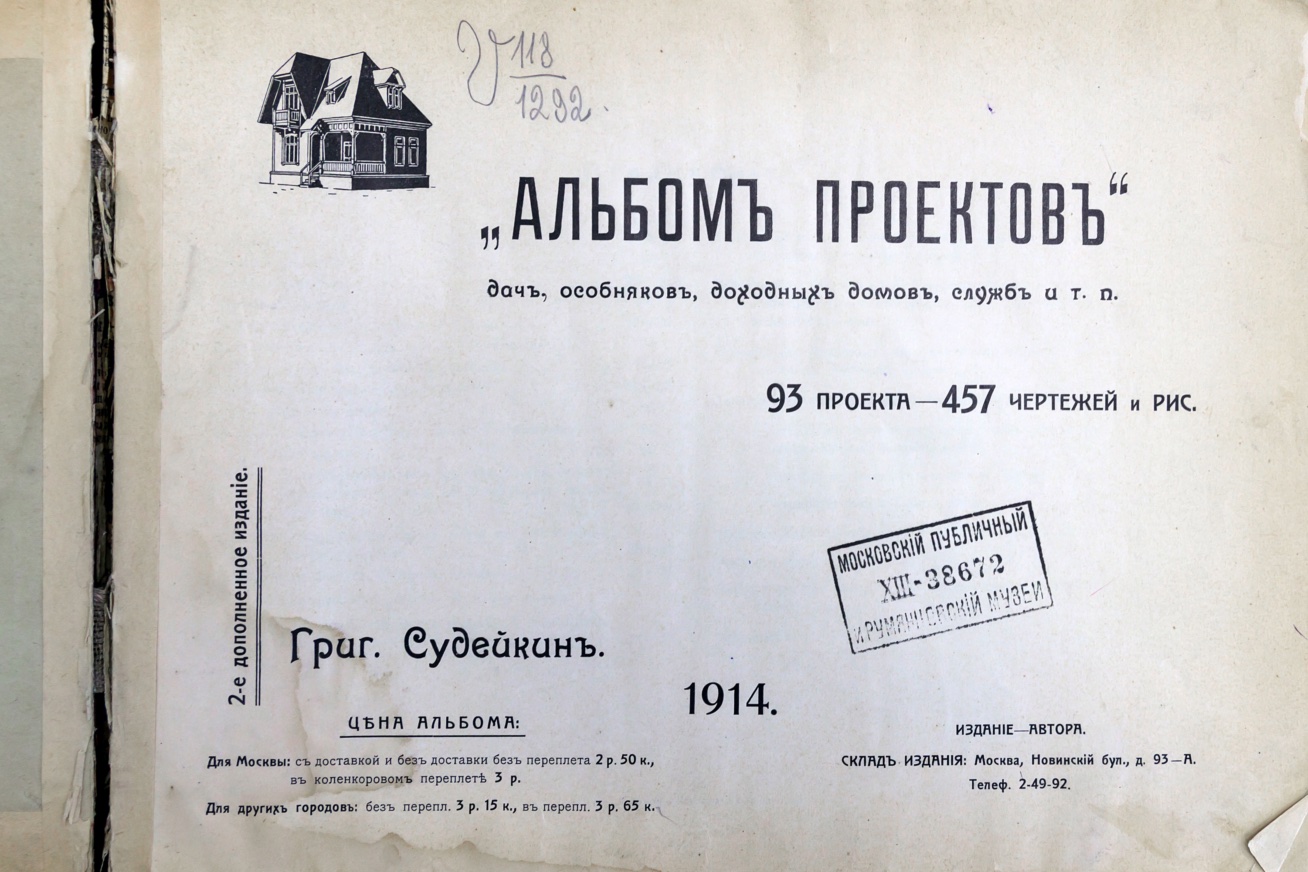 У 118
1292.
„АЛЬБОМЪ ПРОЕКТОВЪ“
дачъ, особняковъ, доходныхъ домовъ, службъ и т. п.
93 ПРОЕКТА—457 ЧЕРТЕЖЕЙ и РИС.
2-е дополненное изданіе.
МОСКОВСКІЙ ПУБЛИЧНЫЙ
XIII-38672
И РУМЯНЦОВСКІЙ МУЗЕИ
Григ. Судейкинъ.
1914.
ЦѢНА АЛЬБОМА:
Для Москвы: съ доставкой и безъ доставки безъ переплета 2 р. 50 к.,
въ коленкоровомъ переплетѣ 3 р.
Для другихъ городовъ: безъ перепл. 3 р. 15 к., въ перепл. 3 р. 65 к.
ИЗДАНІЕ—АВТОРА.
СКЛАДЪ ИЗДАНІЯ: Москва, Новинскій бул., д. 93—А.
Телеф. 2-49-92.